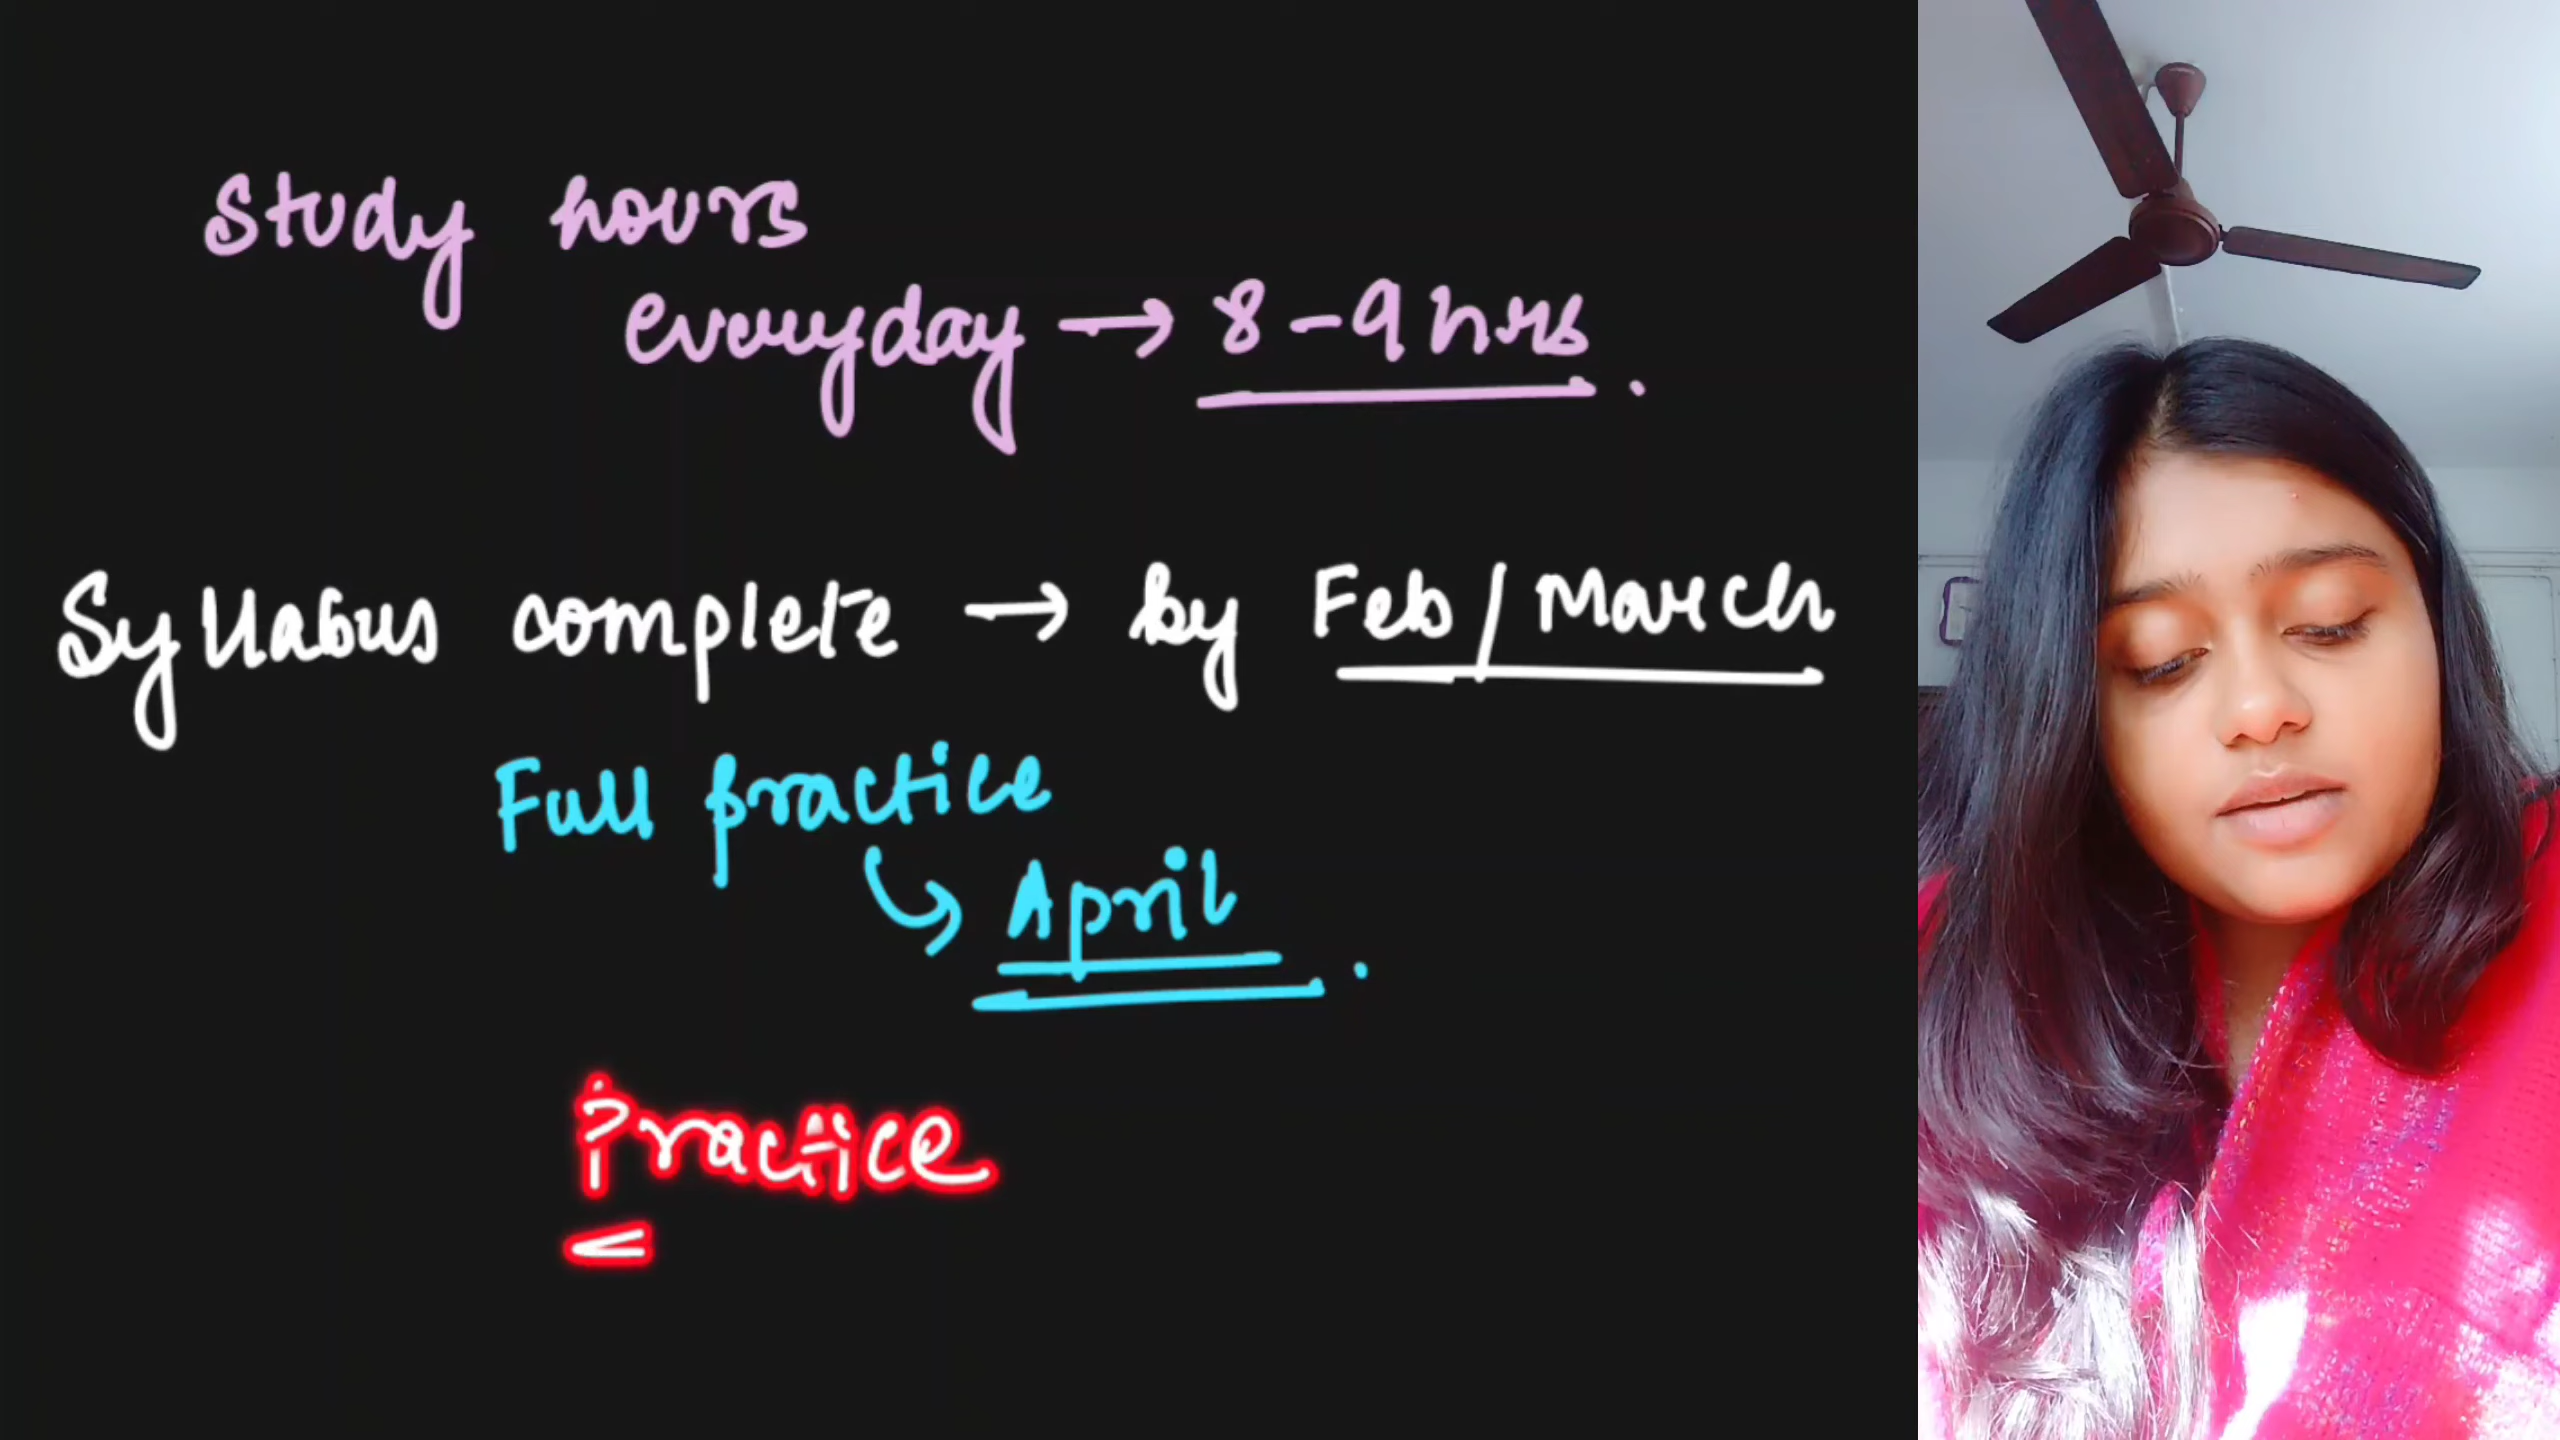 Study hours
everyday → 8-9 hrs.
Syllabus complete → by Feb/March
Full practice
↳ April.
Practice